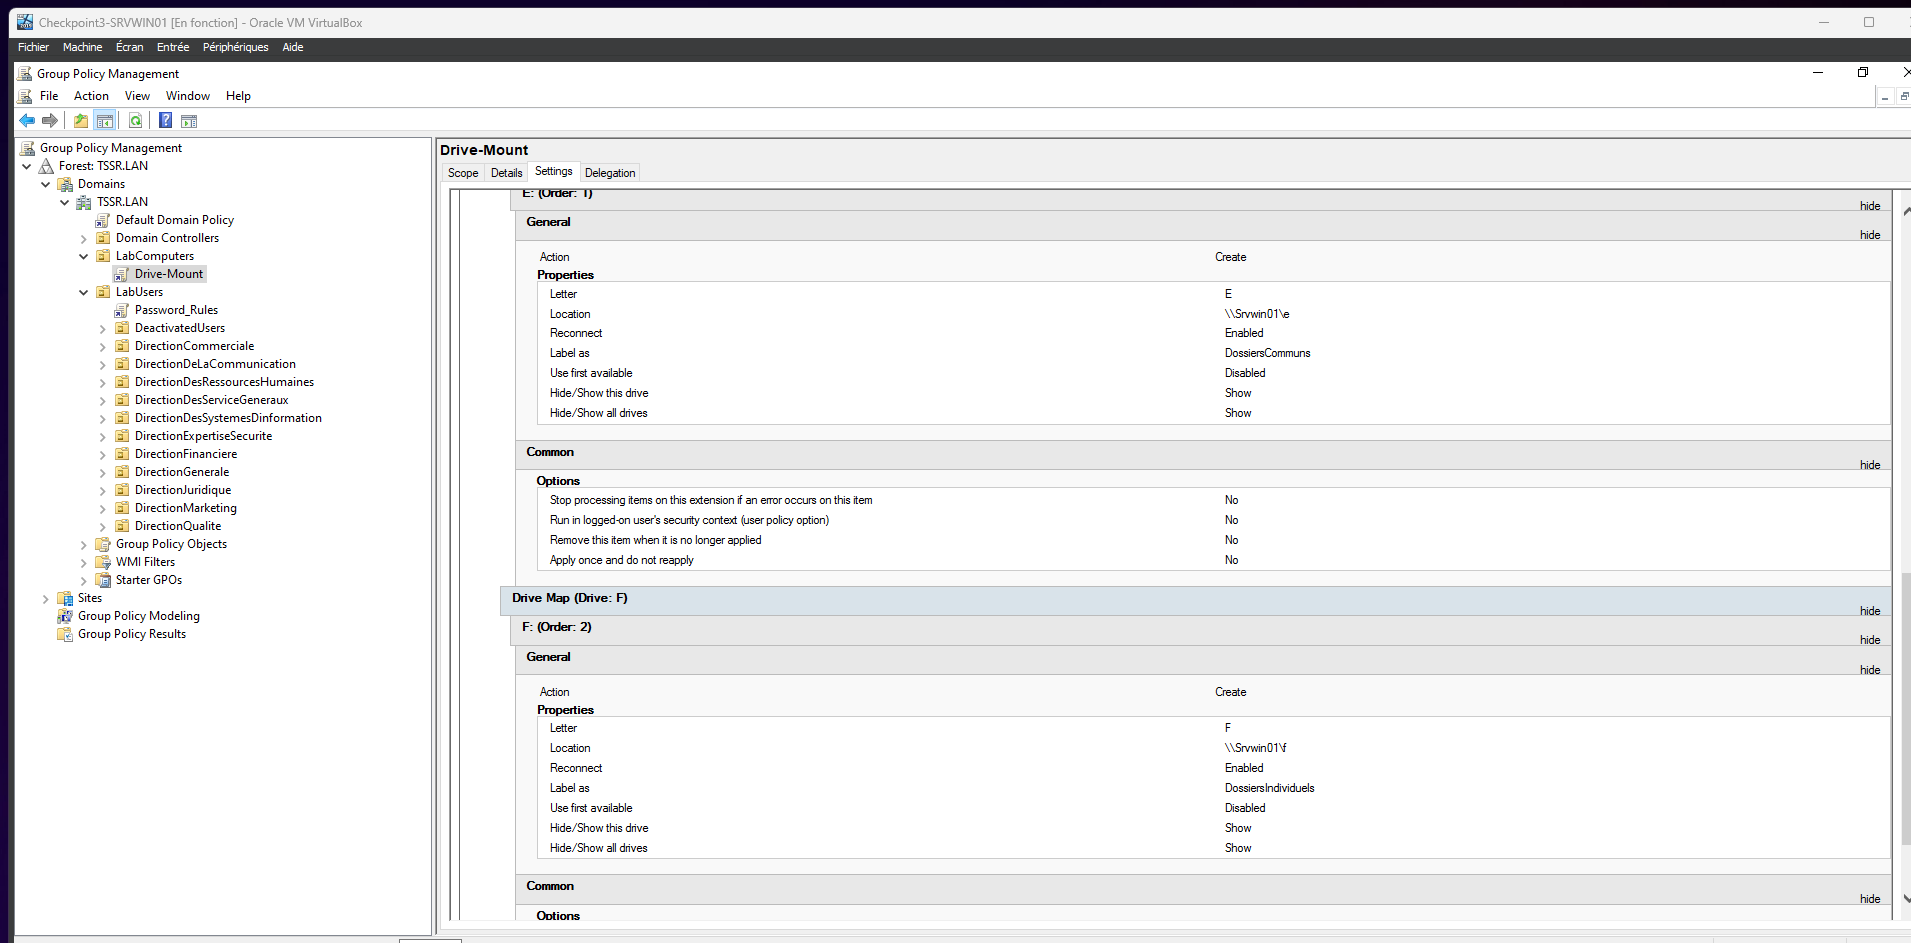 Checkpoint3-SRVWIN01 [En fonction] - Oracle VM VirtualBox
Fichier Machine Écran Entrée Périphériques Aide
Group Policy Management
File Action View Window Help
Group Policy Management
Forest: TSSR.LAN
Domains
TSSR.LAN
Default Domain Policy
Domain Controllers
LabComputers
Drive-Mount
LabUsers
Password_Rules
DeactivatedUsers
DirectionCommerciale
DirectionDeLaCommunication
DirectionDesRessourcesHumaines
DirectionDesServiceGeneraux
DirectionDesSystemesDinformation
DirectionExpertiseSecurite
DirectionFinanciere
DirectionGenerale
DirectionJuridique
DirectionMarketing
DirectionQualite
Group Policy Objects
WMI Filters
Starter GPOs
Sites
Group Policy Modeling
Group Policy Results
Drive-Mount
Scope Details Settings Delegation
E: (Order: 1) hide
General hide
Action Create
Properties
Letter E
Location \\Srvwin01\e
Reconnect Enabled
Label as DossiersCommuns
Use first available Disabled
Hide/Show this drive Show
Hide/Show all drives Show
Common hide
Options
Stop processing items on this extension if an error occurs on this item No
Run in logged-on user's security context (user policy option) No
Remove this item when it is no longer applied No
Apply once and do not reapply No
Drive Map (Drive: F) hide
F: (Order: 2) hide
General hide
Action Create
Properties
Letter F
Location \\Srvwin01\f
Reconnect Enabled
Label as DossiersIndividuels
Use first available Disabled
Hide/Show this drive Show
Hide/Show all drives Show
Common hide
Options